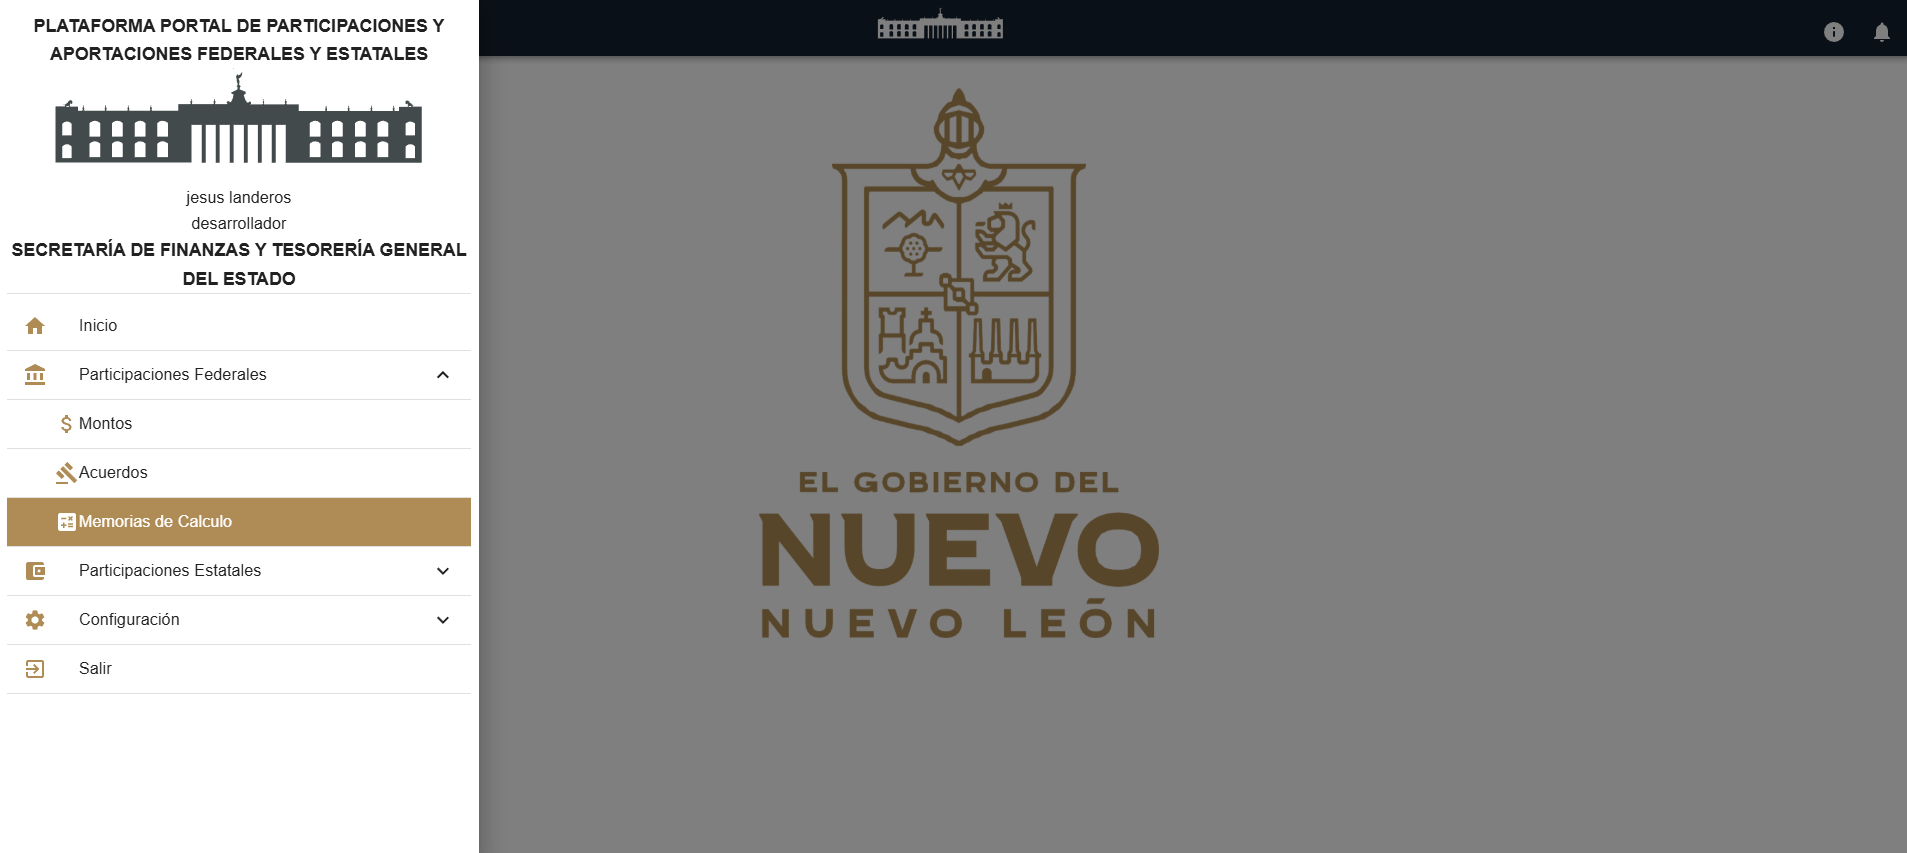 PLATAFORMA PORTAL DE PARTICIPACIONES Y
APORTACIONES FEDERALES Y ESTATALES
jesus landeros
desarrollador
SECRETARÍA DE FINANZAS Y TESORERÍA GENERAL
DEL ESTADO
Inicio
Participaciones Federales
Montos
Acuerdos
Memorias de Calculo
Participaciones Estatales
Configuración
Salir
EL GOBIERNO DEL
NUEVO
NUEVO LEÓN